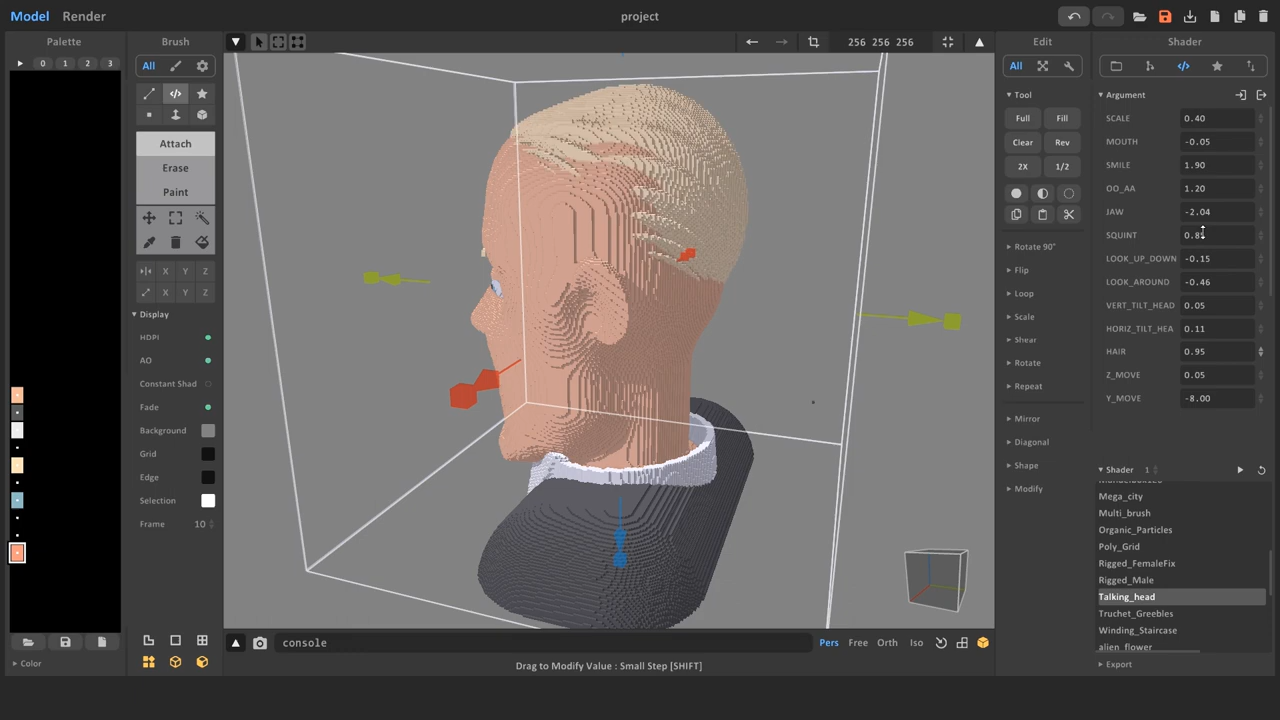 Model Render project
Palette Brush 256 256 256 Edit Shader
0 1 2 3 All All
Argument
Tool
SCALE 0.40
Full Fill
MOUTH -0.05
Clear Rev
Attach
SMILE 1.90
2X 1/2
Erase
OO_AA 1.20
Paint
JAW -2.04
SQUINT
Rotate 90°
LOOK_UP_DOWN -0.15
X Y Z
Flip
LOOK_AROUND -0.46
X Y Z
Loop
VERT_TILT_HEAD 0.05
Display
Scale
HORIZ_TILT_HEA 0.11
HDPI
Shear
HAIR 0.95
AO
Rotate
Z_MOVE 0.05
Constant Shad
Repeat
Y_MOVE -8.00
Fade
Mirror
Background
Diagonal
Grid
Shape
Shader 1
Edge
Modify
Mega_city
Selection
Multi_brush
Frame 10
Organic_Particles
Poly_Grid
Rigged_FemaleFix
Rigged_Male
Talking_head
Truchet_Greebles
Winding_Staircase
console Pers Free Orth Iso
alien_flower
Color
Drag to Modify Value : Small Step [SHIFT]
Export